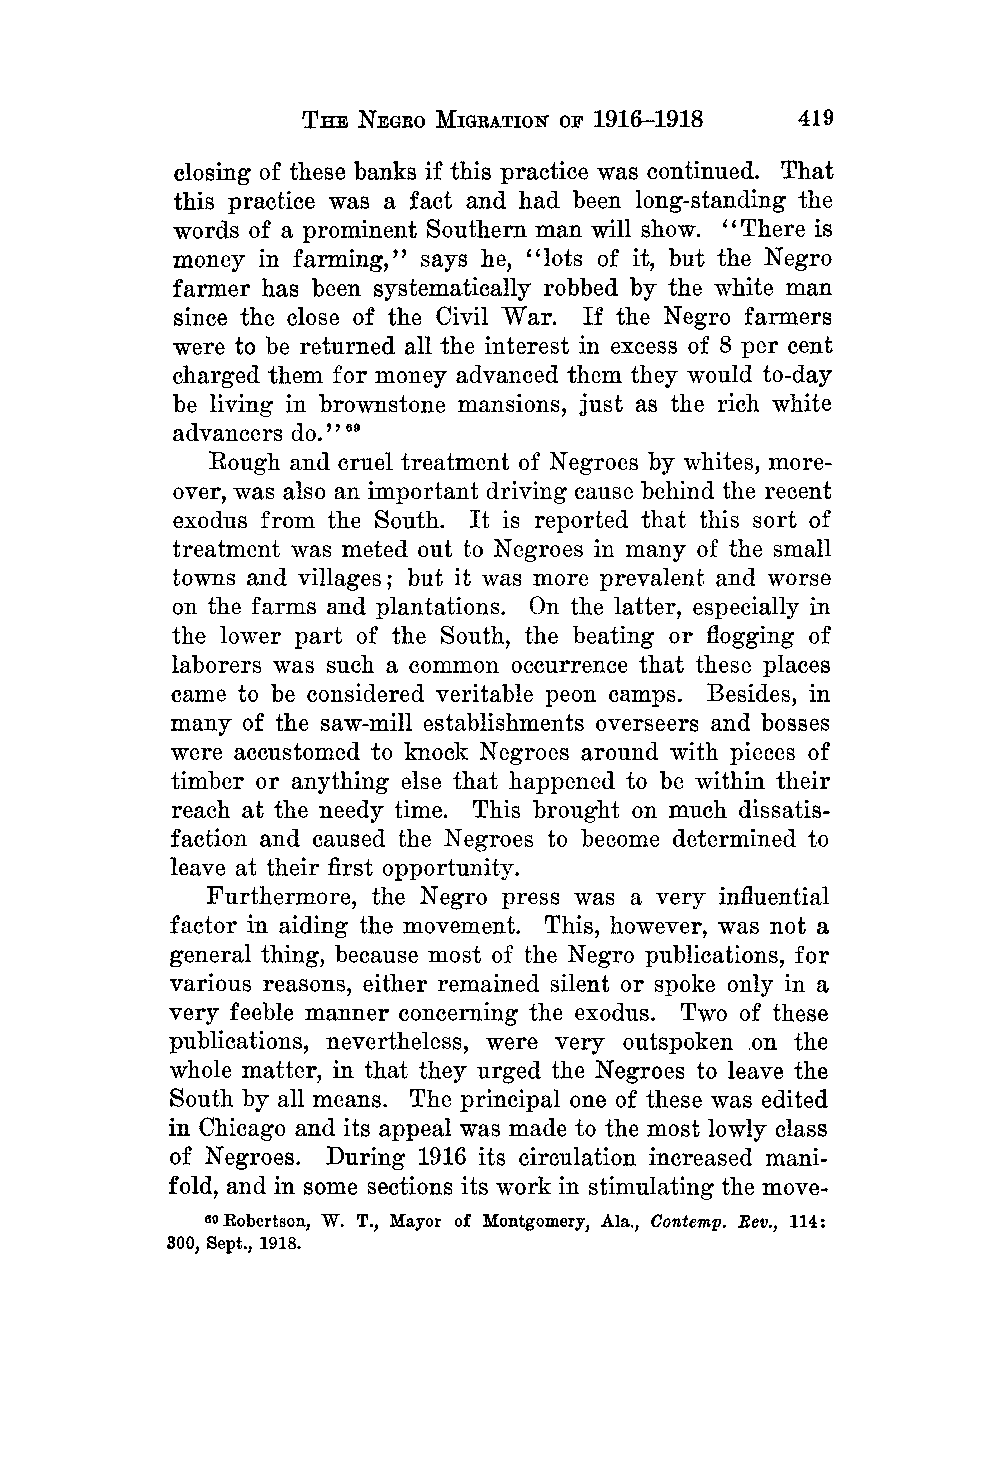 THE NEGRO MIGRATION OF 1916–1918 419
closing of these banks if this practice was continued. That
this practice was a fact and had been long-standing the
words of a prominent Southern man will show. "There is
money in farming," says he, "lots of it, but the Negro
farmer has been systematically robbed by the white man
since the close of the Civil War. If the Negro farmers
were to be returned all the interest in excess of 8 per cent
charged them for money advanced them they would to-day
be living in brownstone mansions, just as the rich white
advancers do."⁶⁹
Rough and cruel treatment of Negroes by whites, more-
over, was also an important driving cause behind the recent
exodus from the South. It is reported that this sort of
treatment was meted out to Negroes in many of the small
towns and villages; but it was more prevalent and worse
on the farms and plantations. On the latter, especially in
the lower part of the South, the beating or flogging of
laborers was such a common occurrence that these places
came to be considered veritable peon camps. Besides, in
many of the saw-mill establishments overseers and bosses
were accustomed to knock Negroes around with pieces of
timber or anything else that happened to be within their
reach at the needy time. This brought on much dissatis-
faction and caused the Negroes to become determined to
leave at their first opportunity.
Furthermore, the Negro press was a very influential
factor in aiding the movement. This, however, was not a
general thing, because most of the Negro publications, for
various reasons, either remained silent or spoke only in a
very feeble manner concerning the exodus. Two of these
publications, nevertheless, were very outspoken on the
whole matter, in that they urged the Negroes to leave the
South by all means. The principal one of these was edited
in Chicago and its appeal was made to the most lowly class
of Negroes. During 1916 its circulation increased mani-
fold, and in some sections its work in stimulating the move-
⁶⁹ Robertson, W. T., Mayor of Montgomery, Ala., Contemp. Rev., 114:
300, Sept., 1918.